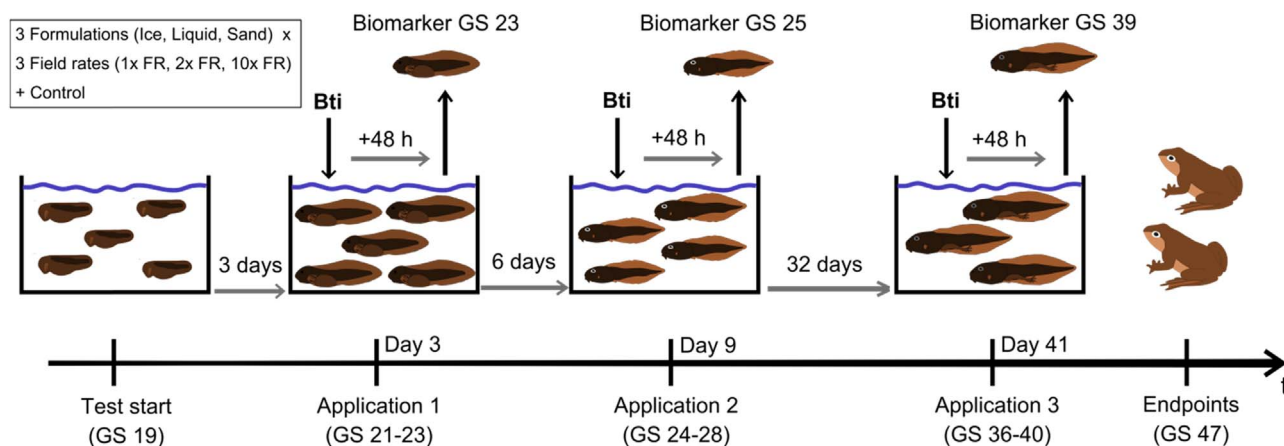 3 Formulations (Ice, Liquid, Sand) x
3 Field rates (1x FR, 2x FR, 10x FR)
+ Control
Biomarker GS 23
Biomarker GS 25
Biomarker GS 39
Bti
+48 h
Bti
+48 h
Bti
+48 h
3 days
6 days
32 days
Day 3
Day 9
Day 41
t
Test start
(GS 19)
Application 1
(GS 21-23)
Application 2
(GS 24-28)
Application 3
(GS 36-40)
Endpoints
(GS 47)